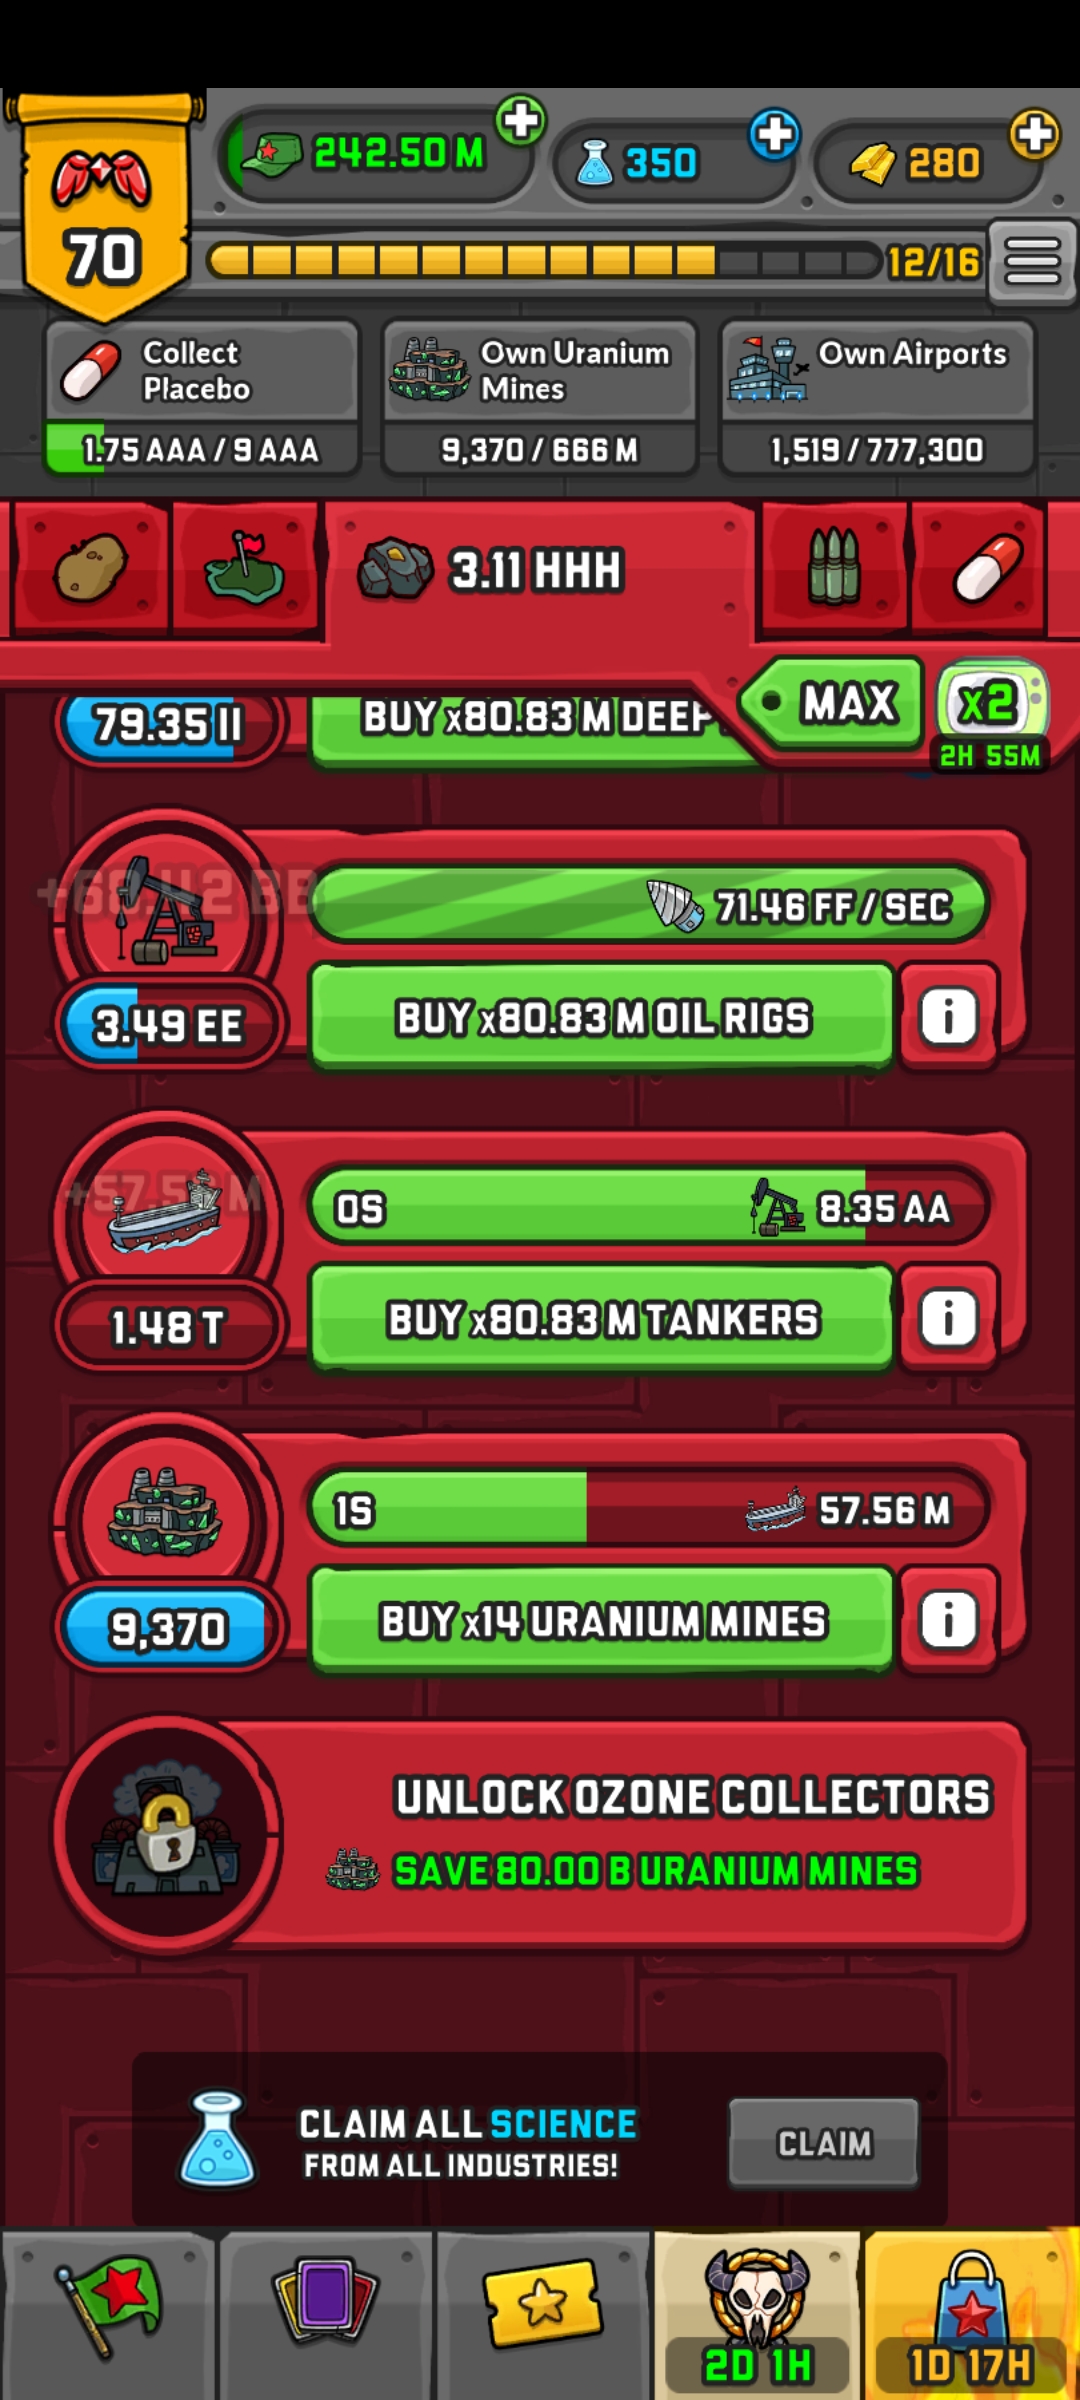 242.50 M
350
280
70
12/16
Collect
Placebo
Own Uranium
Mines
Own Airports
1.75 AAA / 9 AAA
9,370 / 666 M
1,519 / 777,300
3.11 HHH
79.35 II
BUY x80.83 M DEEP
MAX
x2
2H 55M
71.46 FF / SEC
3.49 EE
BUY x80.83 M OIL RIGS
i
0S
8.35 AA
1.48 T
BUY x80.83 M TANKERS
i
1S
57.56 M
9,370
BUY x14 URANIUM MINES
i
UNLOCK OZONE COLLECTORS
SAVE 80.00 B URANIUM MINES
CLAIM ALL SCIENCE
FROM ALL INDUSTRIES!
CLAIM
2D 1H
1D 17H